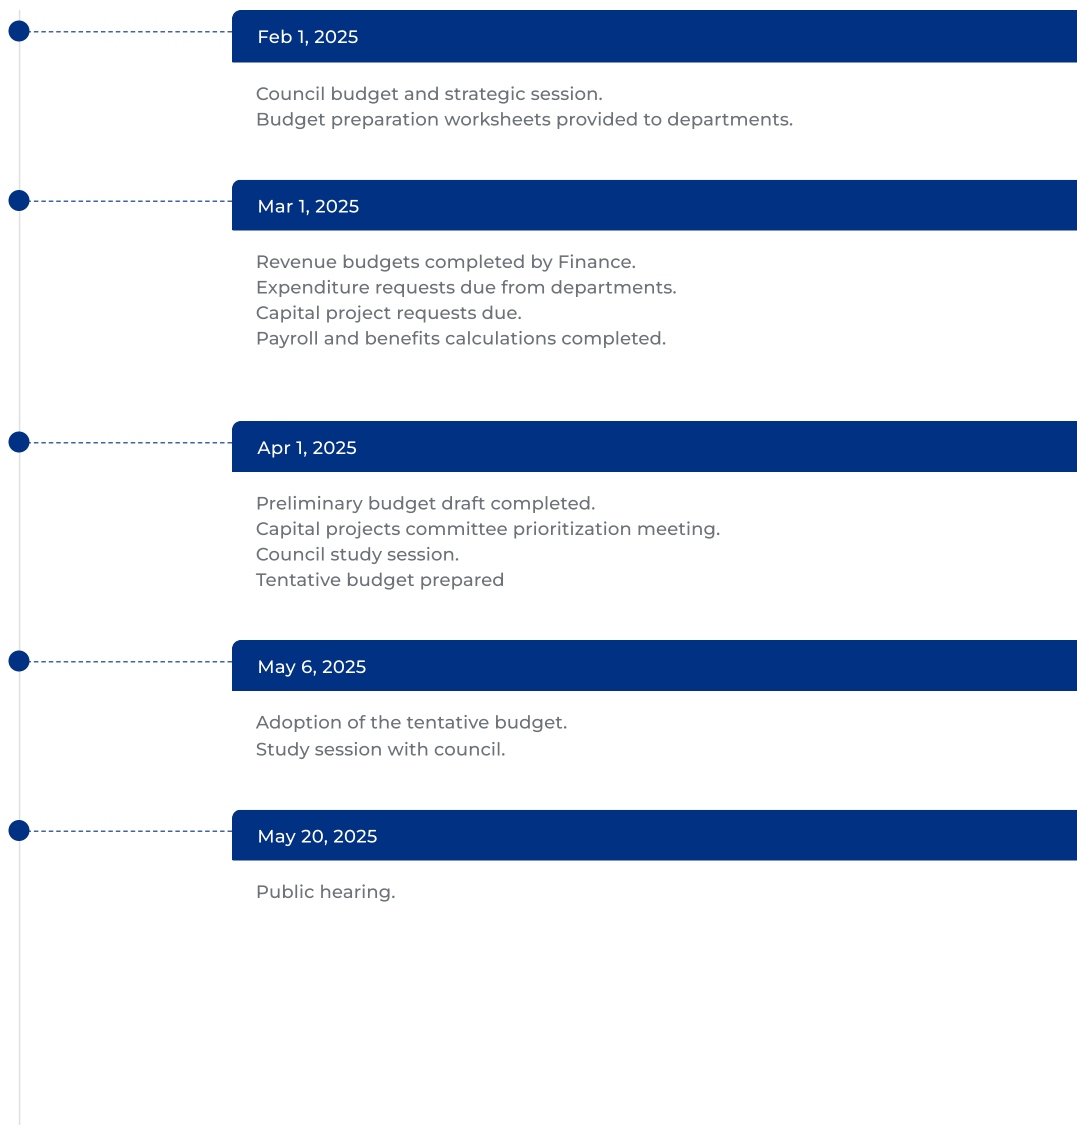 Feb 1, 2025
Council budget and strategic session.
Budget preparation worksheets provided to departments.
Mar 1, 2025
Revenue budgets completed by Finance.
Expenditure requests due from departments.
Capital project requests due.
Payroll and benefits calculations completed.
Apr 1, 2025
Preliminary budget draft completed.
Capital projects committee prioritization meeting.
Council study session.
Tentative budget prepared
May 6, 2025
Adoption of the tentative budget.
Study session with council.
May 20, 2025
Public hearing.